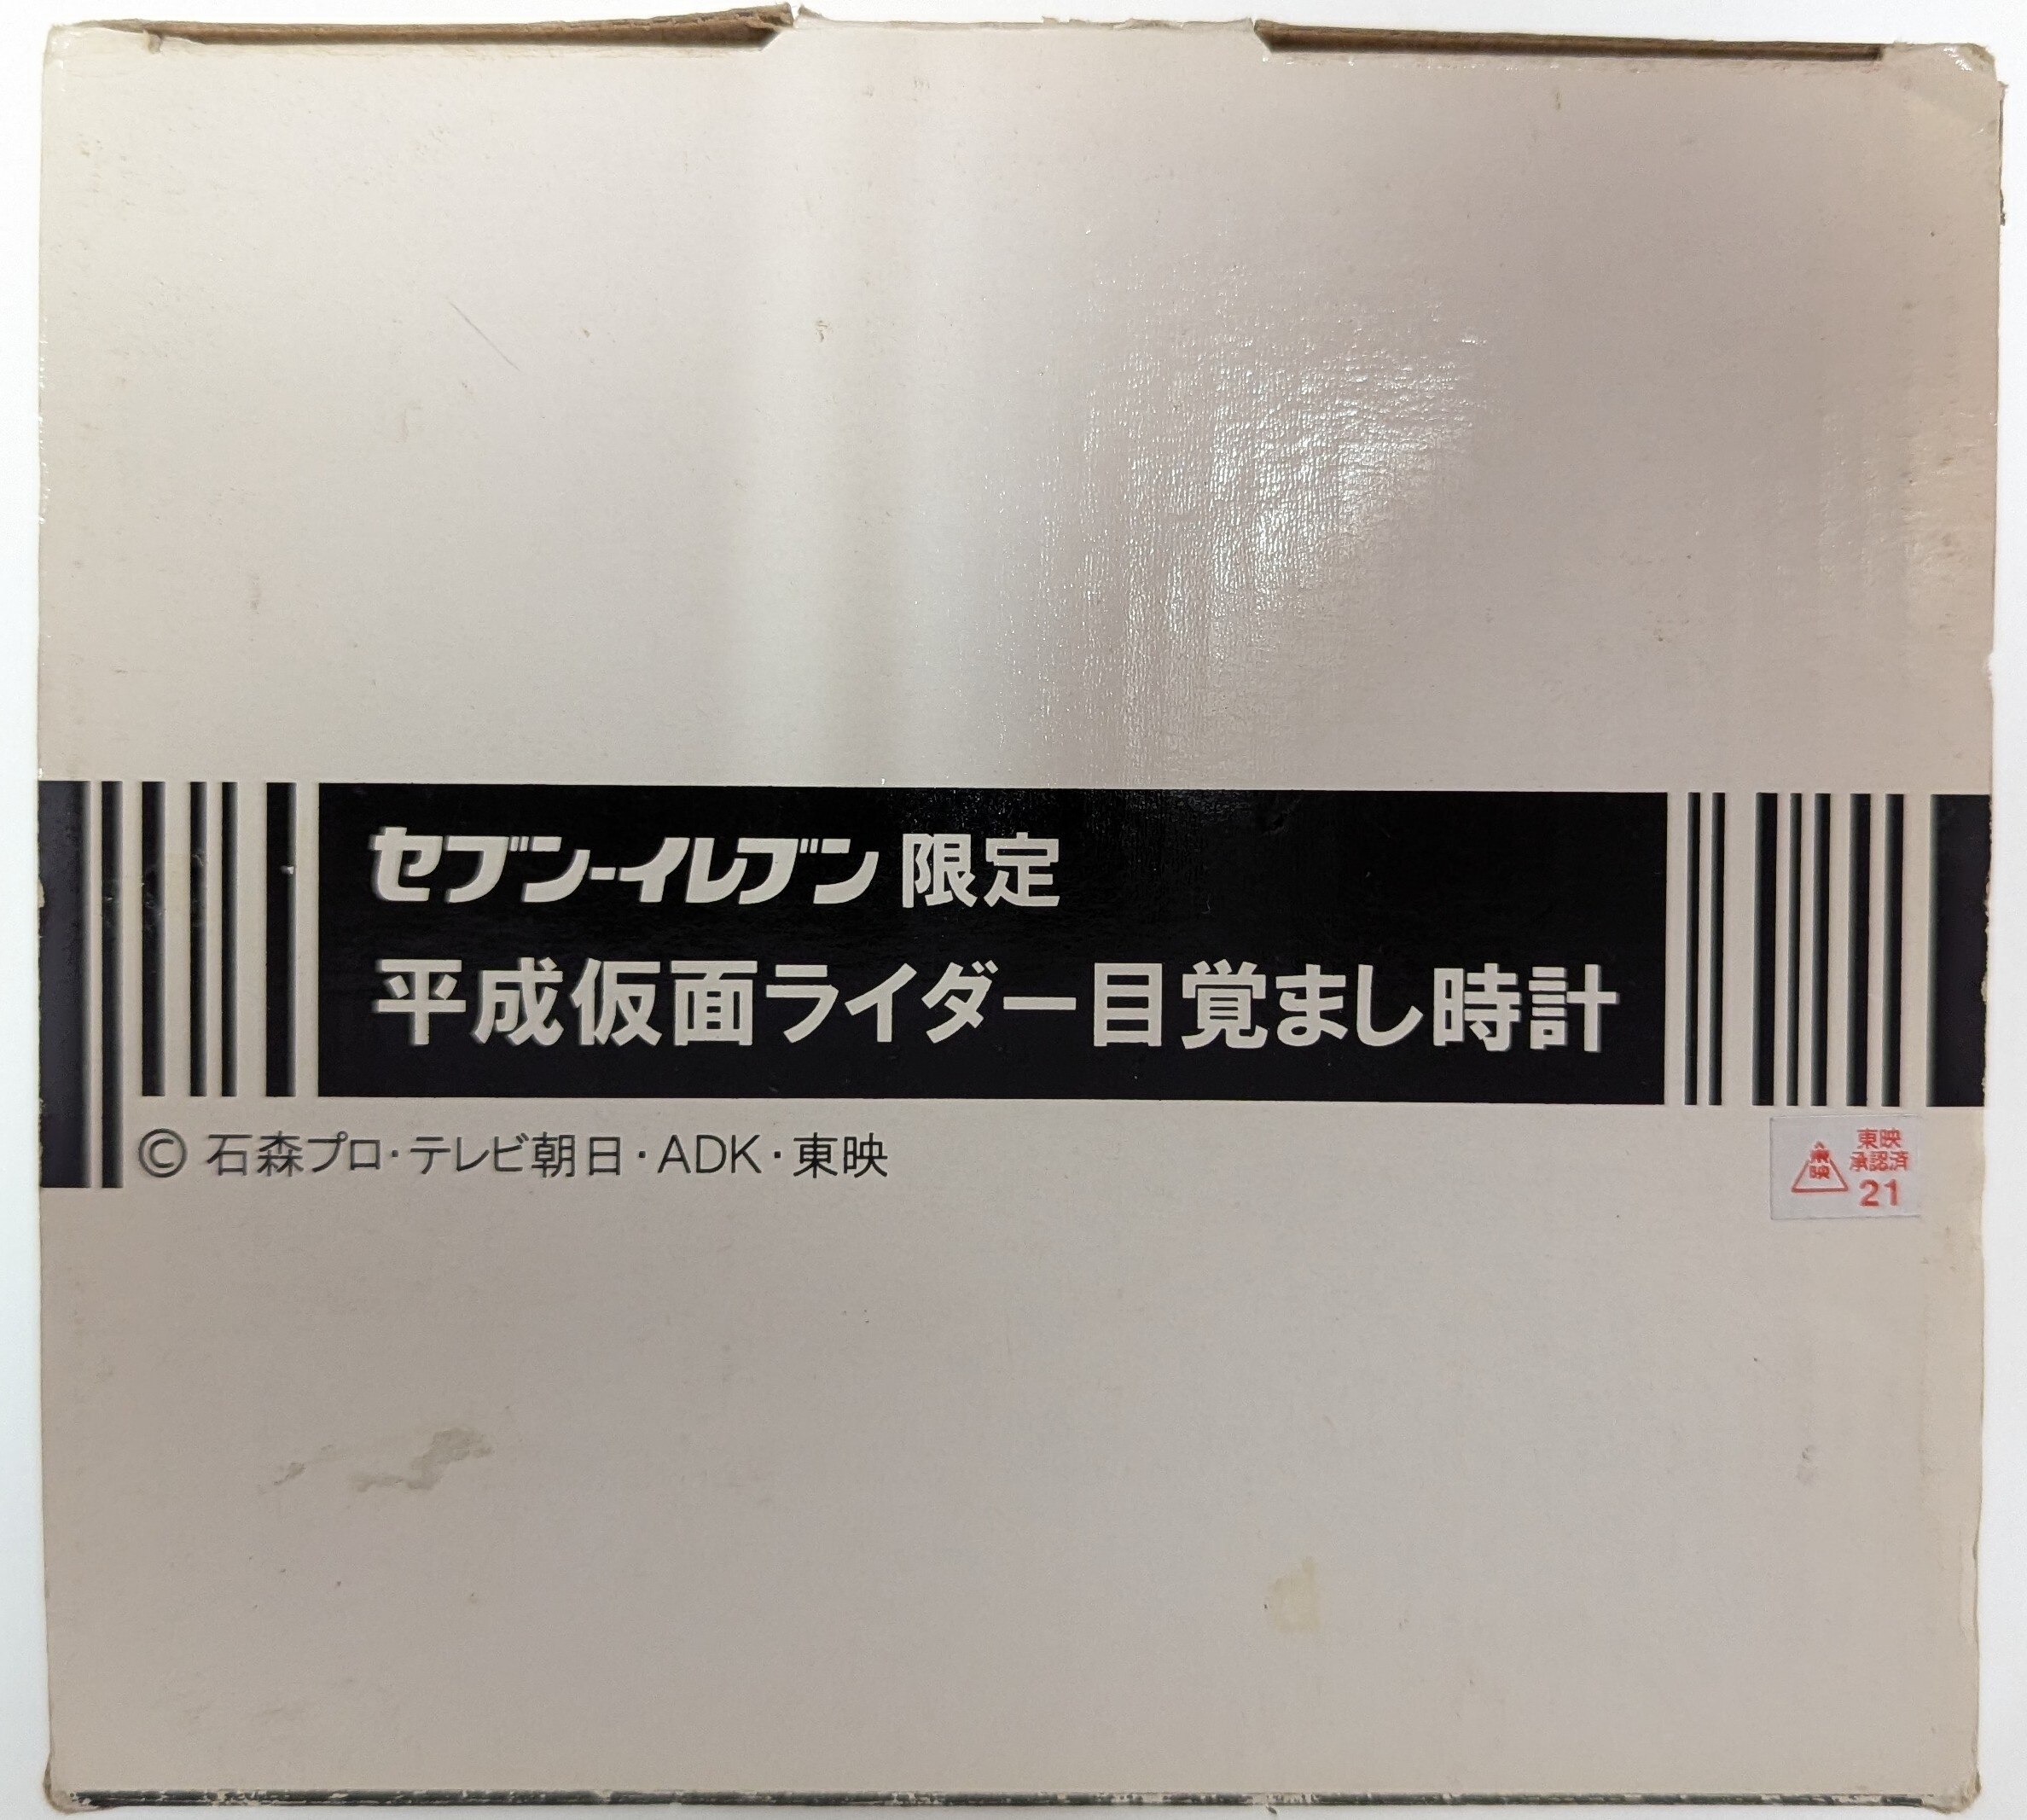 セブン-イレブン 限定
平成仮面ライダー目覚まし時計
© 石森プロ・テレビ朝日・ADK・東映
東映
東映
承認済
21